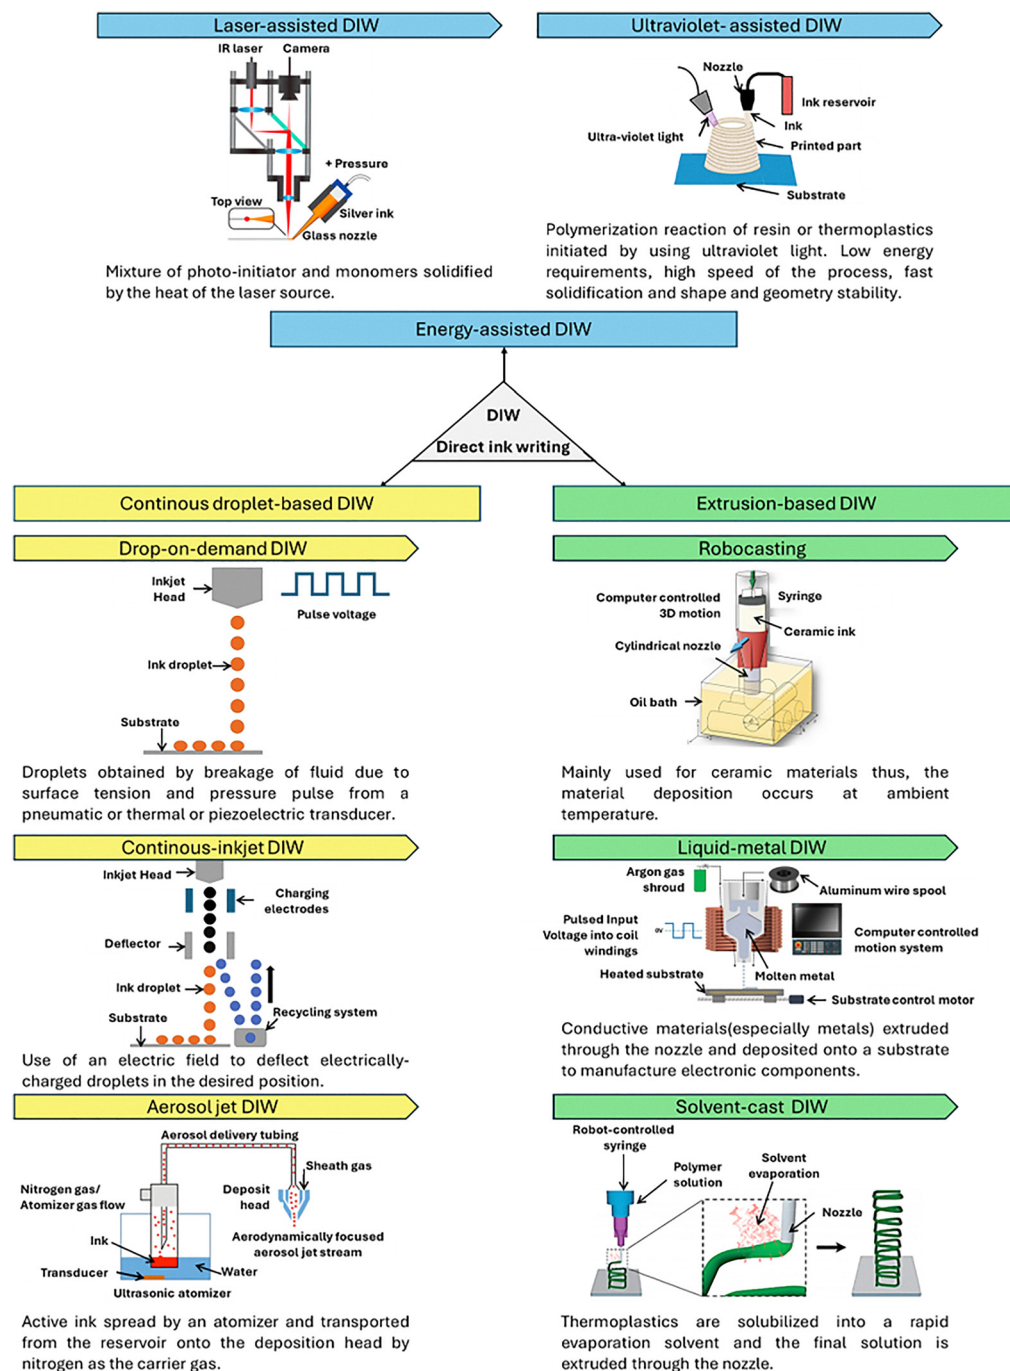 Laser-assisted DIW
IR laser
Camera
+ Pressure
Top view
Silver ink
Glass nozzle
Mixture of photo-initiator and monomers solidified
by the heat of the laser source.
Ultraviolet- assisted DIW
Nozzle
Ink reservoir
Ink
Ultra-violet light
Printed part
Substrate
Polymerization reaction of resin or thermoplastics
initiated by using ultraviolet light. Low energy
requirements, high speed of the process, fast
solidification and shape and geometry stability.
Energy-assisted DIW
DIW
Direct ink writing
Continous droplet-based DIW
Drop-on-demand DIW
Inkjet
Head
Pulse voltage
Ink droplet
Substrate
Droplets obtained by breakage of fluid due to
surface tension and pressure pulse from a
pneumatic or thermal or piezoelectric transducer.
Continous-inkjet DIW
Inkjet Head
Charging
electrodes
Deflector
Ink droplet
Substrate
Recycling system
Use of an electric field to deflect electrically-
charged droplets in the desired position.
Aerosol jet DIW
Aerosol delivery tubing
Sheath gas
Nitrogen gas/
Atomizer gas flow
Deposit
head
Ink
Aerodynamically focused
aerosol jet stream
Transducer
Water
Ultrasonic atomizer
Active ink spread by an atomizer and transported
from the reservoir onto the deposition head by
nitrogen as the carrier gas.
Extrusion-based DIW
Robocasting
Computer controlled
3D motion
Syringe
Ceramic ink
Cylindrical nozzle
Oil bath
Mainly used for ceramic materials thus, the
material deposition occurs at ambient
temperature.
Liquid-metal DIW
Argon gas
shroud
Aluminum wire spool
Pulsed Input
Voltage into coil
windings
0V
Computer controlled
motion system
Molten metal
Heated substrate
Substrate control motor
Conductive materials(especially metals) extruded
through the nozzle and deposited onto a substrate
to manufacture electronic components.
Solvent-cast DIW
Robot-controlled
syringe
Polymer
solution
Solvent
evaporation
Nozzle
Thermoplastics are solubilized into a rapid
evaporation solvent and the final solution is
extruded through the nozzle.